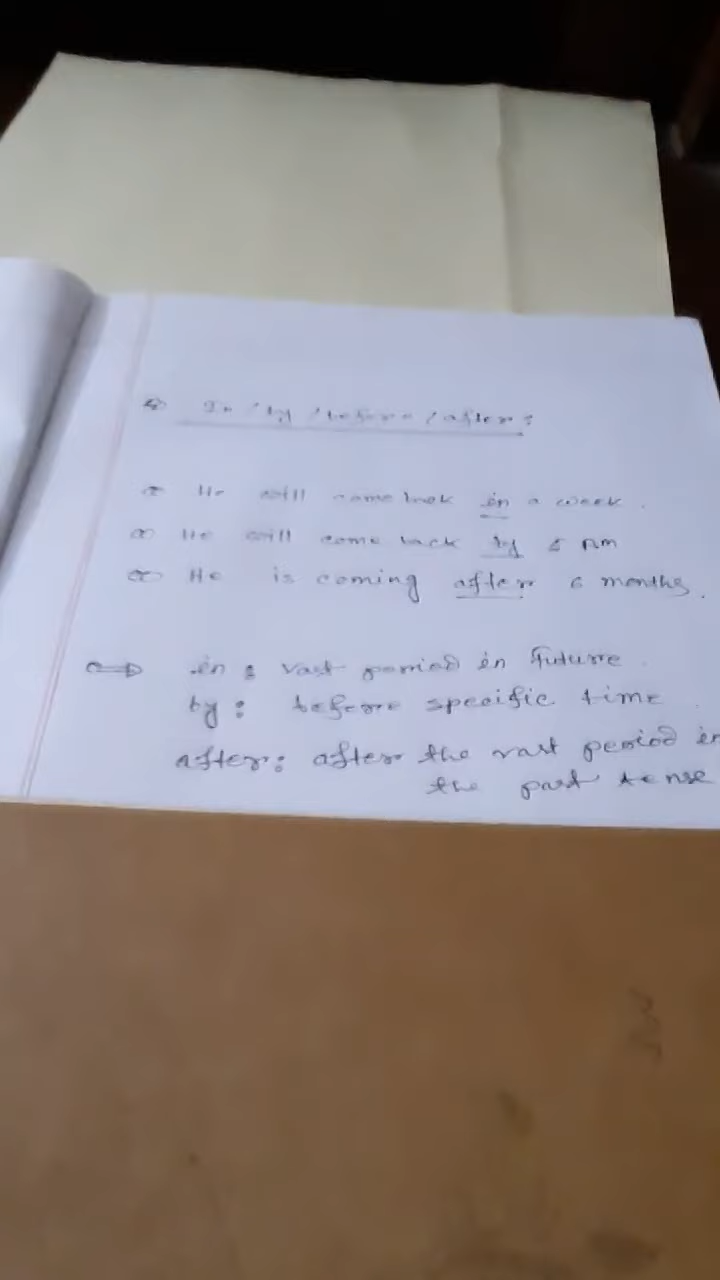 In / by / before / after :
He will come back in a week .
He will come back by 5 pm
He is coming after 6 months .
in : vast period in future .
by : before specific time .
after : after the vast period in
the past tense